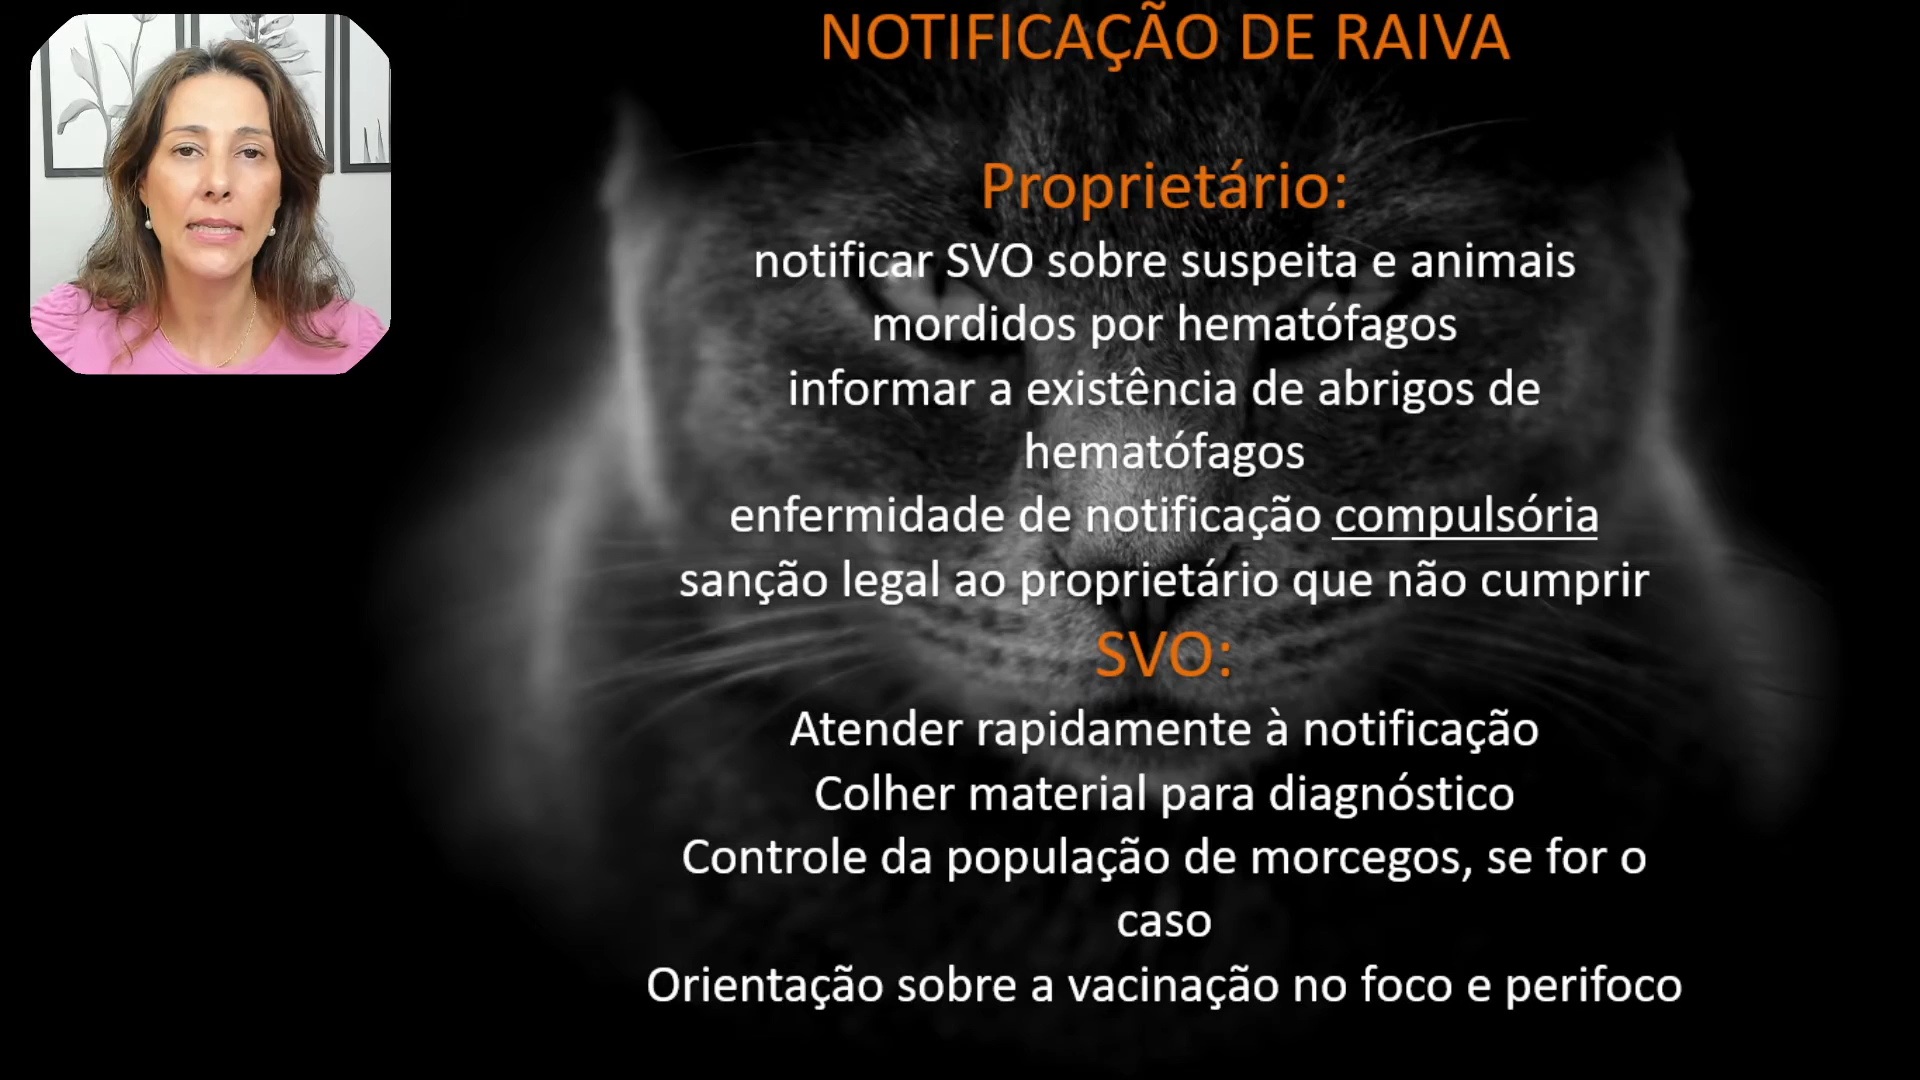 NOTIFICAÇÃO DE RAIVA
Proprietário:
notificar SVO sobre suspeita e animais
mordidos por hematófagos
informar a existência de abrigos de
hematófagos
enfermidade de notificação compulsória
sanção legal ao proprietário que não cumprir
SVO:
Atender rapidamente à notificação
Colher material para diagnóstico
Controle da população de morcegos, se for o
caso
Orientação sobre a vacinação no foco e perifoco